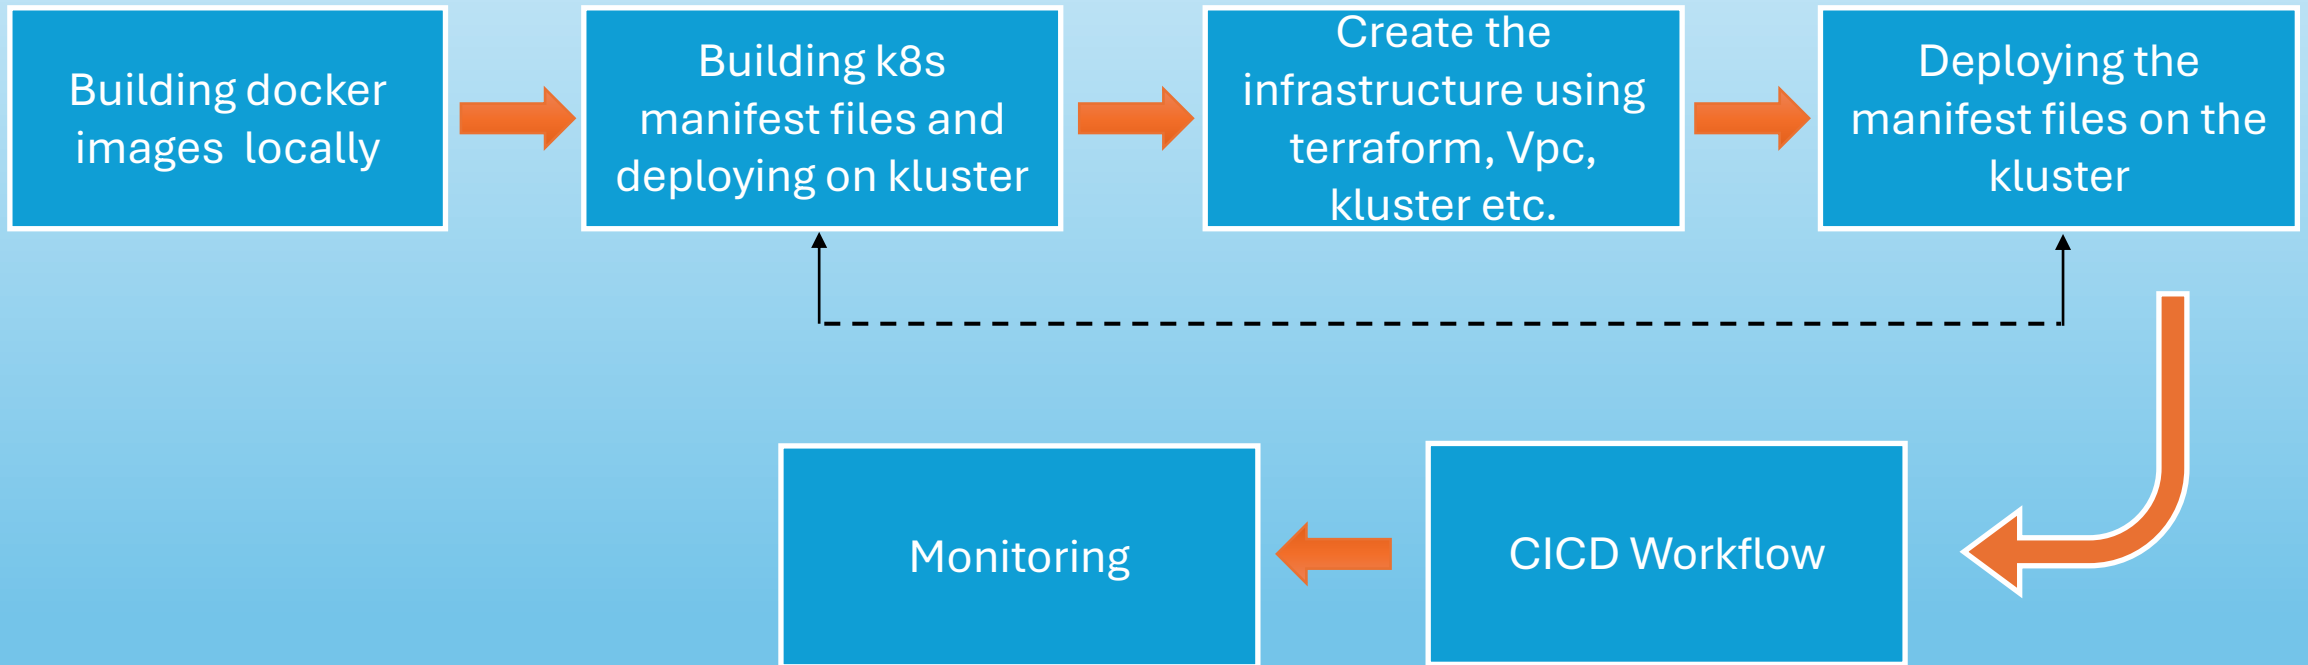 Building docker
images  locally
Building k8s
manifest files and
deploying on kluster
Create the
infrastructure using
terraform, Vpc,
kluster etc.
Deploying the
manifest files on the
kluster
CICD Workflow
Monitoring